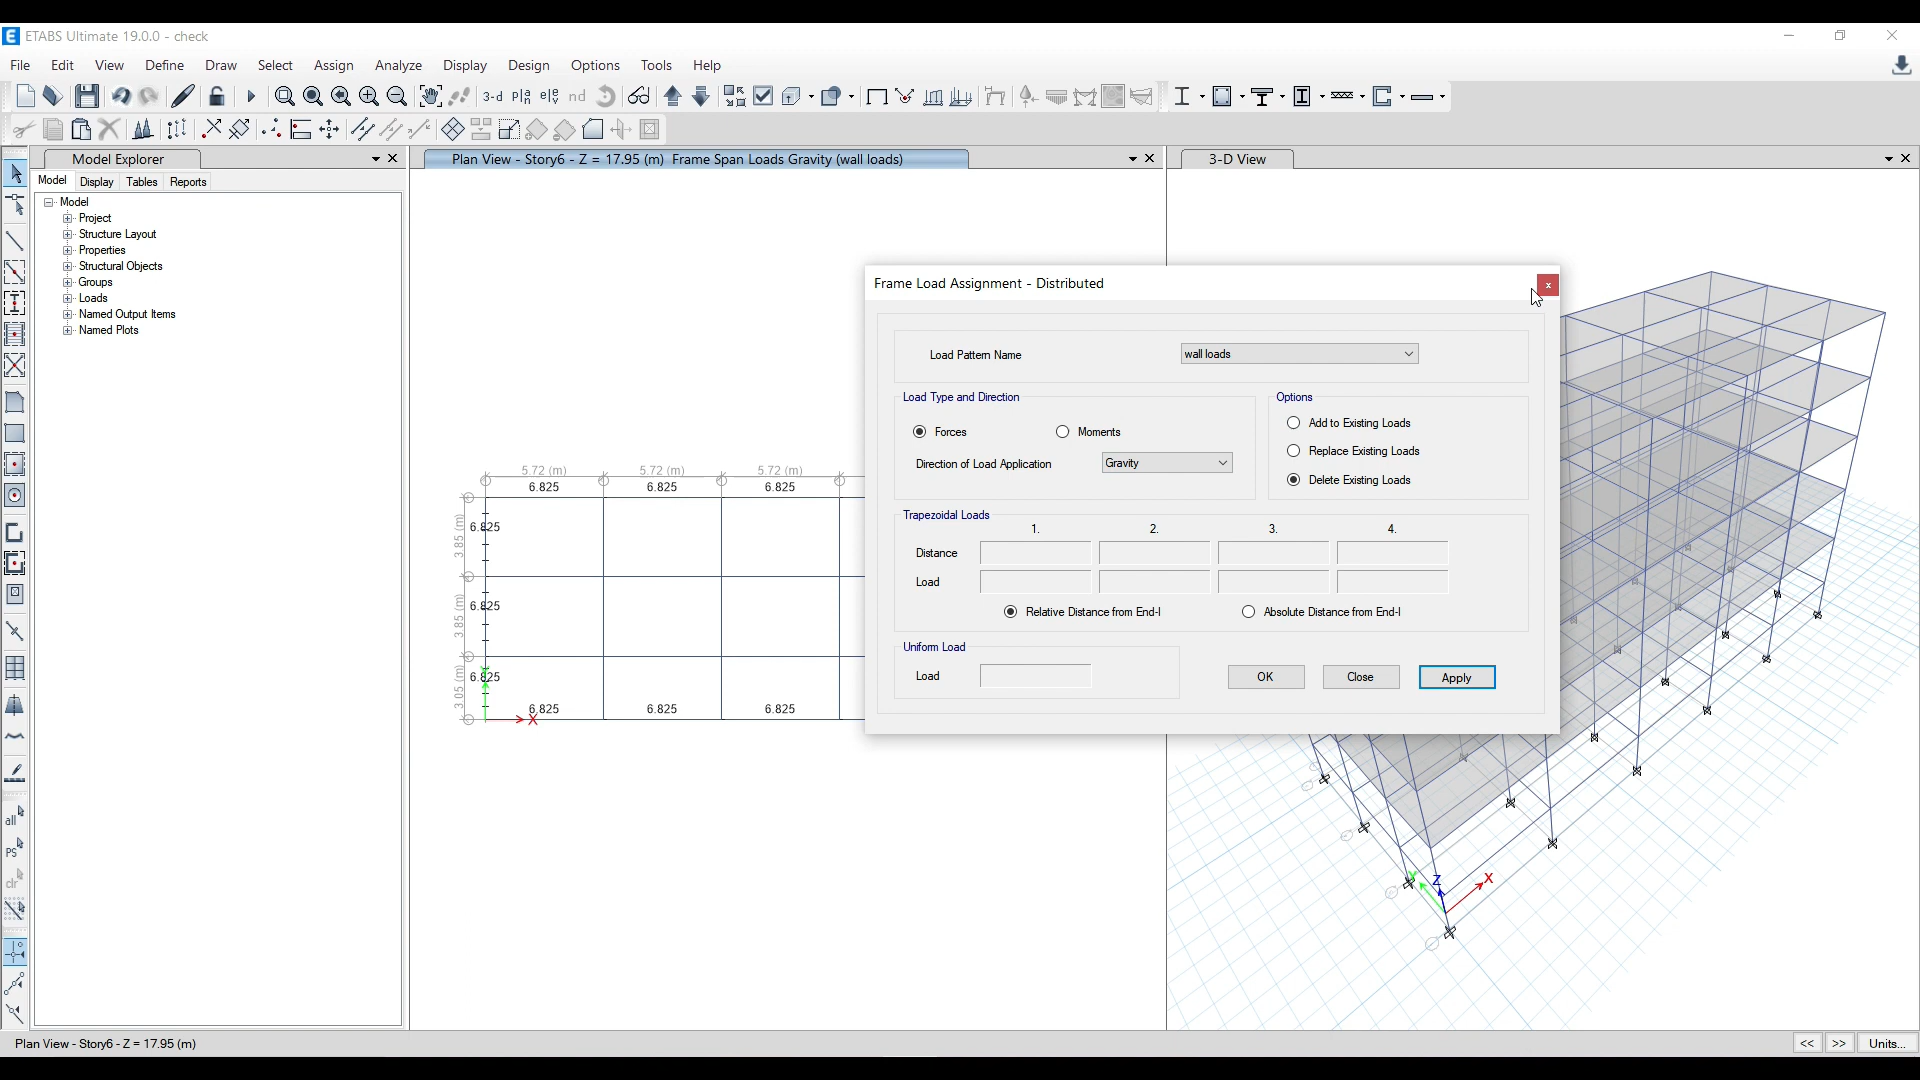 ETABS Ultimate 19.0.0 - check
File Edit View Define Draw Select Assign Analyze Display Design Options Tools Help
3-d pla ele nd
Model Explorer
Plan View - Story6 - Z = 17.95 (m) Frame Span Loads Gravity (wall loads)
3-D View
Model Display Tables Reports
Model
Project
Structure Layout
Properties
Structural Objects
Groups
Loads
Named Output Items
Named Plots
Frame Load Assignment - Distributed
Load Pattern Name wall loads
Load Type and Direction
Forces Moments
Direction of Load Application Gravity
Options
Add to Existing Loads
Replace Existing Loads
Delete Existing Loads
Trapezoidal Loads
1. 2. 3. 4.
Distance
Load
Relative Distance from End-I Absolute Distance from End-I
Uniform Load
Load
OK Close Apply
5.72 (m) 5.72 (m) 5.72 (m)
6.825 6.825 6.825
3.85 (m) 6.825
3.85 (m) 6.825
3.05 (m) 6.825
6.825 6.825 6.825
X
Y Z X
all
PS
clr
Plan View - Story6 - Z = 17.95 (m)
<< >> Units...